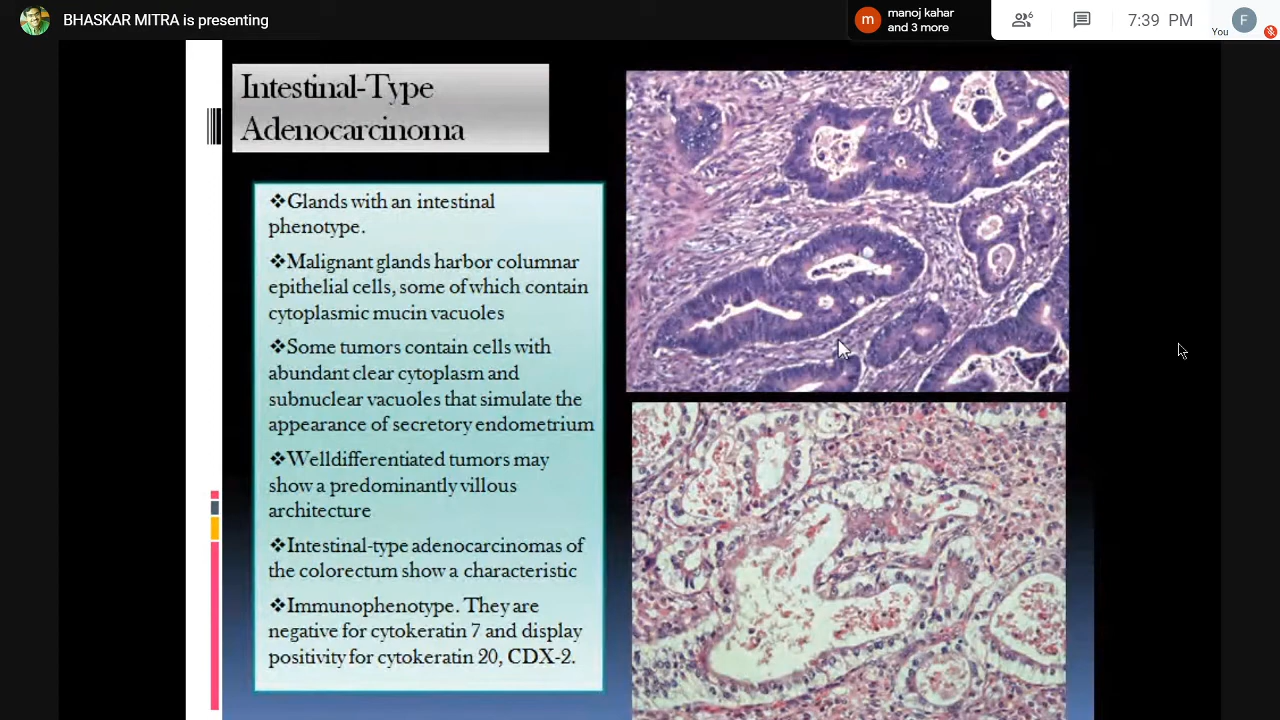 BHASKAR MITRA is presenting
m
manoj kahar
and 3 more
6
7:39 PM
You
F
Intestinal-Type
Adenocarcinoma
❖Glands with an intestinal
phenotype.
❖Malignant glands harbor columnar
epithelial cells, some of which contain
cytoplasmic mucin vacuoles
❖Some tumors contain cells with
abundant clear cytoplasm and
subnuclear vacuoles that simulate the
appearance of secretory endometrium
❖Welldifferentiated tumors may
show a predominantly villous
architecture
❖Intestinal-type adenocarcinomas of
the colorectum show a characteristic
❖Immunophenotype. They are
negative for cytokeratin 7 and display
positivity for cytokeratin 20, CDX-2.